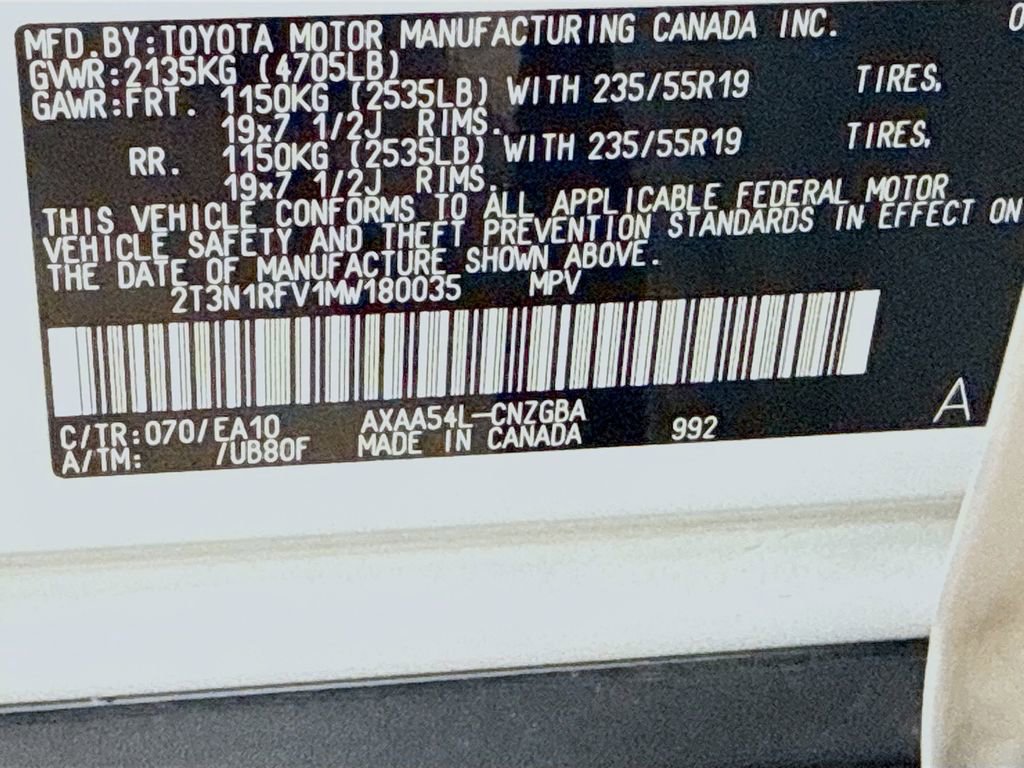 MFD. BY: TOYOTA MOTOR MANUFACTURING CANADA INC.
GVWR: 2135KG (4705LB)
GAWR: FRT. 1150KG (2535LB) WITH 235/55R19 TIRES,
19x7 1/2J RIMS.
RR. 1150KG (2535LB) WITH 235/55R19 TIRES,
19x7 1/2J RIMS.
THIS VEHICLE CONFORMS TO ALL APPLICABLE FEDERAL MOTOR
VEHICLE SAFETY AND THEFT PREVENTION STANDARDS IN EFFECT ON
THE DATE OF MANUFACTURE SHOWN ABOVE.
2T3N1RFV1MW180035 MPV
C/TR: 070/EA10 AXAA54L-CNZGBA
A/TM: /UB80F MADE IN CANADA 992 A